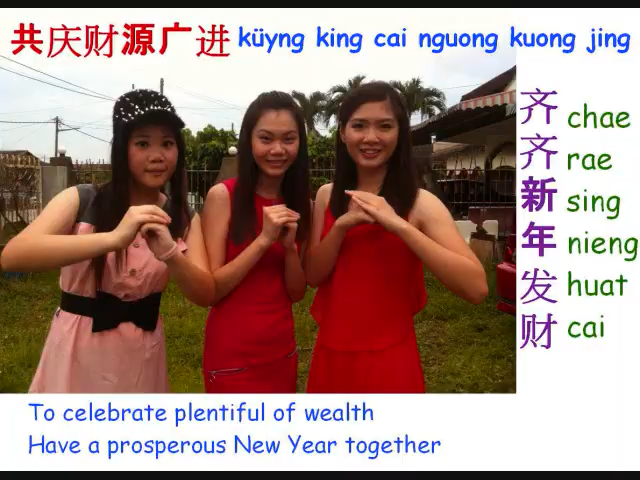 共庆财源广进 küyng king cai nguong kuong jing
齐 chae
齐 rae
新 sing
年 nieng
发 huat
财 cai
To celebrate plentiful of wealth
Have a prosperous New Year together